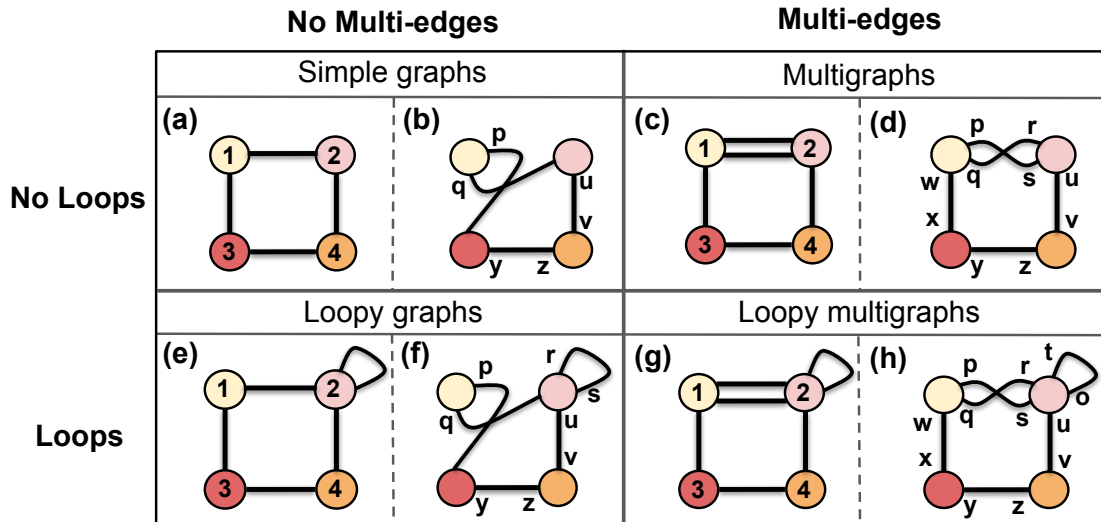 No Multi-edges Multi-edges
Simple graphs Multigraphs
(a) (b) (c) (d)
p p r
1 2 1 2
q u w q s u
No Loops
x v v
3 4 y z 3 4 y z
Loopy graphs Loopy multigraphs
(e) (f) (g) (h)
p r p r t
1 2 s 1 2 o
q u w q s u
Loops
v x v
3 4 y z 3 4 y z